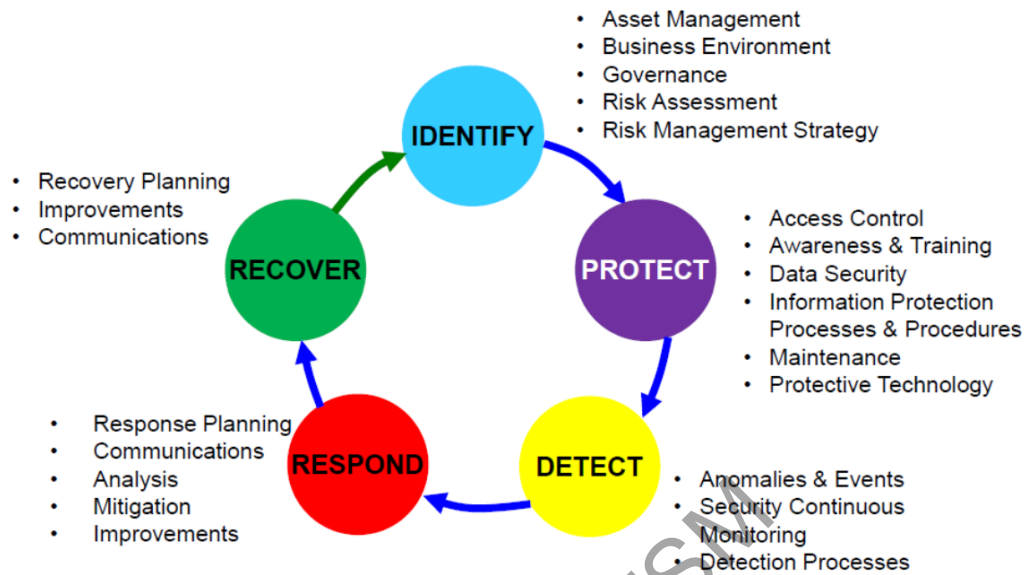 IDENTIFY
• Asset Management
• Business Environment
• Governance
• Risk Assessment
• Risk Management Strategy
PROTECT
• Access Control
• Awareness & Training
• Data Security
• Information Protection
Processes & Procedures
• Maintenance
• Protective Technology
DETECT
• Anomalies & Events
• Security Continuous
Monitoring
• Detection Processes
RESPOND
• Response Planning
• Communications
• Analysis
• Mitigation
• Improvements
RECOVER
• Recovery Planning
• Improvements
• Communications